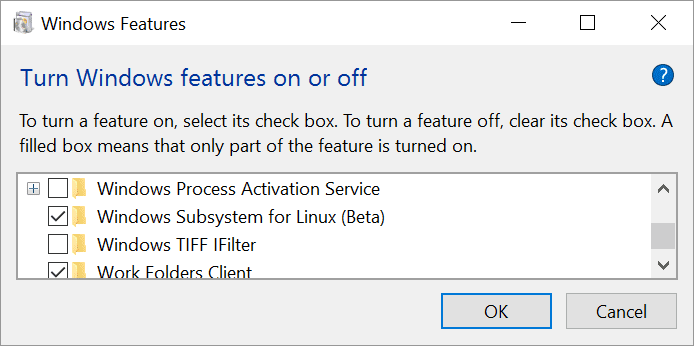 Windows Features
Turn Windows features on or off
?
To turn a feature on, select its check box. To turn a feature off, clear its check box. A
filled box means that only part of the feature is turned on.
Windows Process Activation Service
Windows Subsystem for Linux (Beta)
Windows TIFF IFilter
Work Folders Client
OK
Cancel